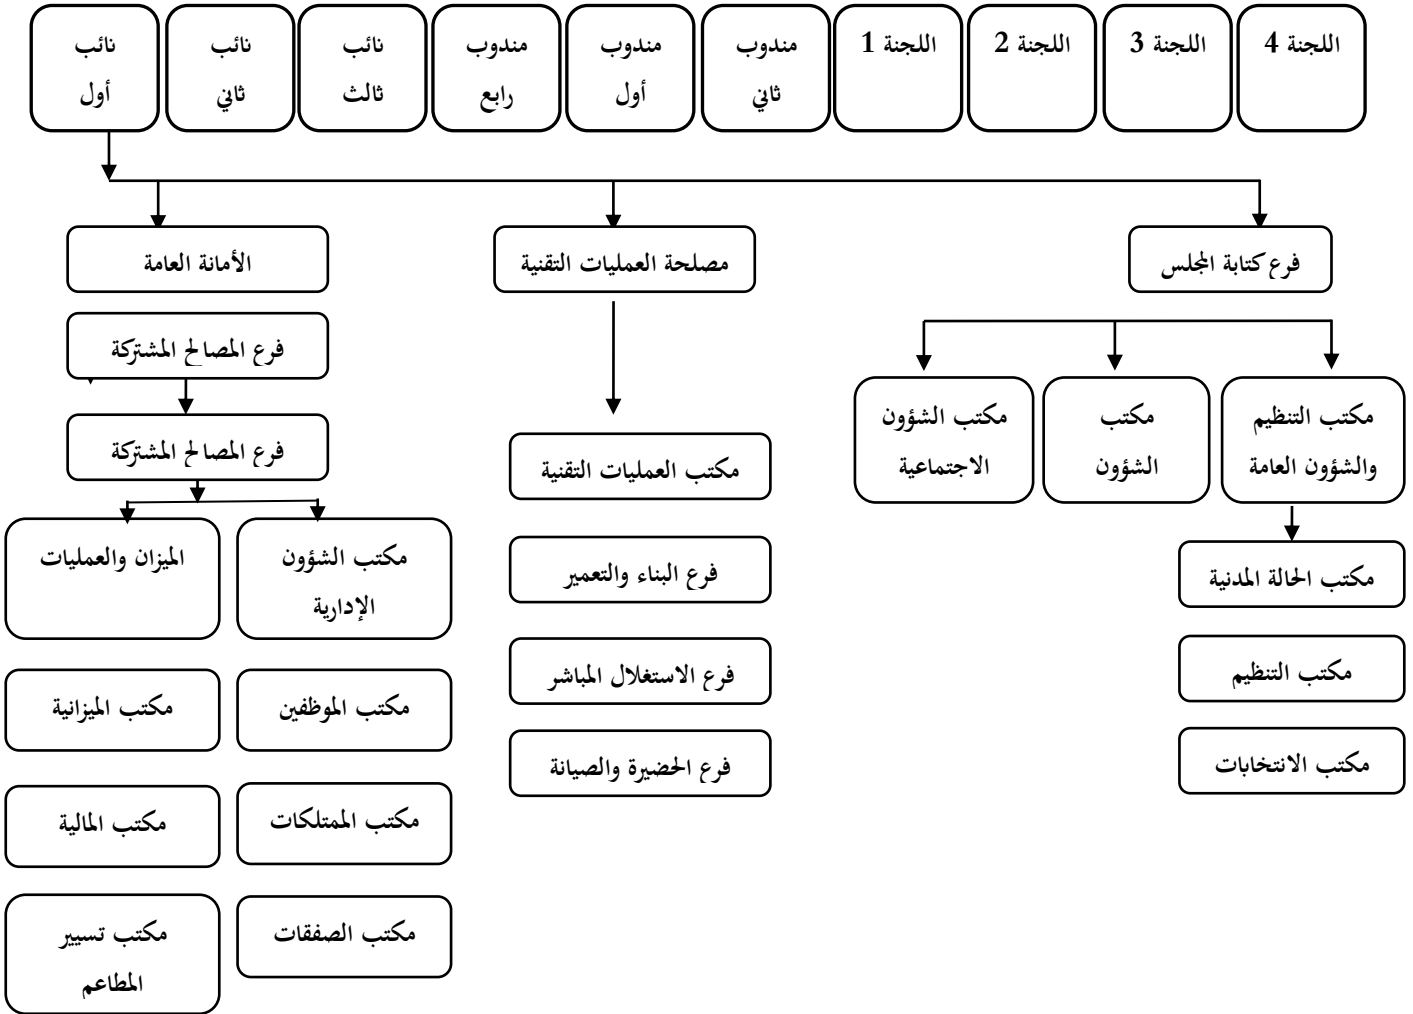 اللجنة 4
اللجنة 3
اللجنة 2
اللجنة 1
مندوب
ثاني
مندوب
أول
مندوب
رابع
نائب
ثالث
نائب
ثاني
نائب
أول
فرع كتابة المجلس
مصلحة العمليات التقنية
الأمانة العامة
فرع المصالح المشتركة
فرع المصالح المشتركة
مكتب التنظيم
والشؤون العامة
مكتب
الشؤون
مكتب الشؤون
الاجتماعية
مكتب الحالة المدنية
مكتب التنظيم
مكتب الانتخابات
مكتب العمليات التقنية
فرع البناء والتعمير
فرع الاستغلال المباشر
فرع الحضيرة والصيانة
مكتب الشؤون
الإدارية
مكتب الموظفين
مكتب الممتلكات
مكتب الصفقات
الميزان والعمليات
مكتب الميزانية
مكتب المالية
مكتب تسيير
المطاعم